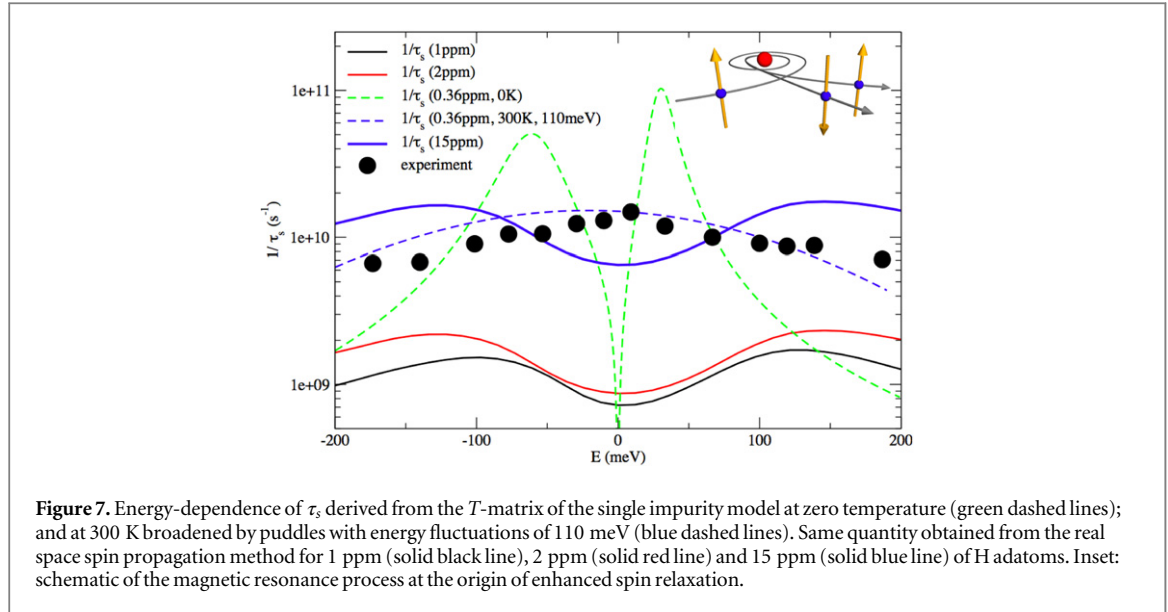 1/τs (1ppm)
1/τs (2ppm)
1/τs (0.36ppm, 0K)
1/τs (0.36ppm, 300K, 110meV)
1/τs (15ppm)
experiment
1/ τs (s-1)
1e+11
1e+10
1e+09
-200 -100 0 100 200
E (meV)
Figure 7. Energy-dependence of τs derived from the T-matrix of the single impurity model at zero temperature (green dashed lines);
and at 300 K broadened by puddles with energy fluctuations of 110 meV (blue dashed lines). Same quantity obtained from the real
space spin propagation method for 1 ppm (solid black line), 2 ppm (solid red line) and 15 ppm (solid blue line) of H adatoms. Inset:
schematic of the magnetic resonance process at the origin of enhanced spin relaxation.